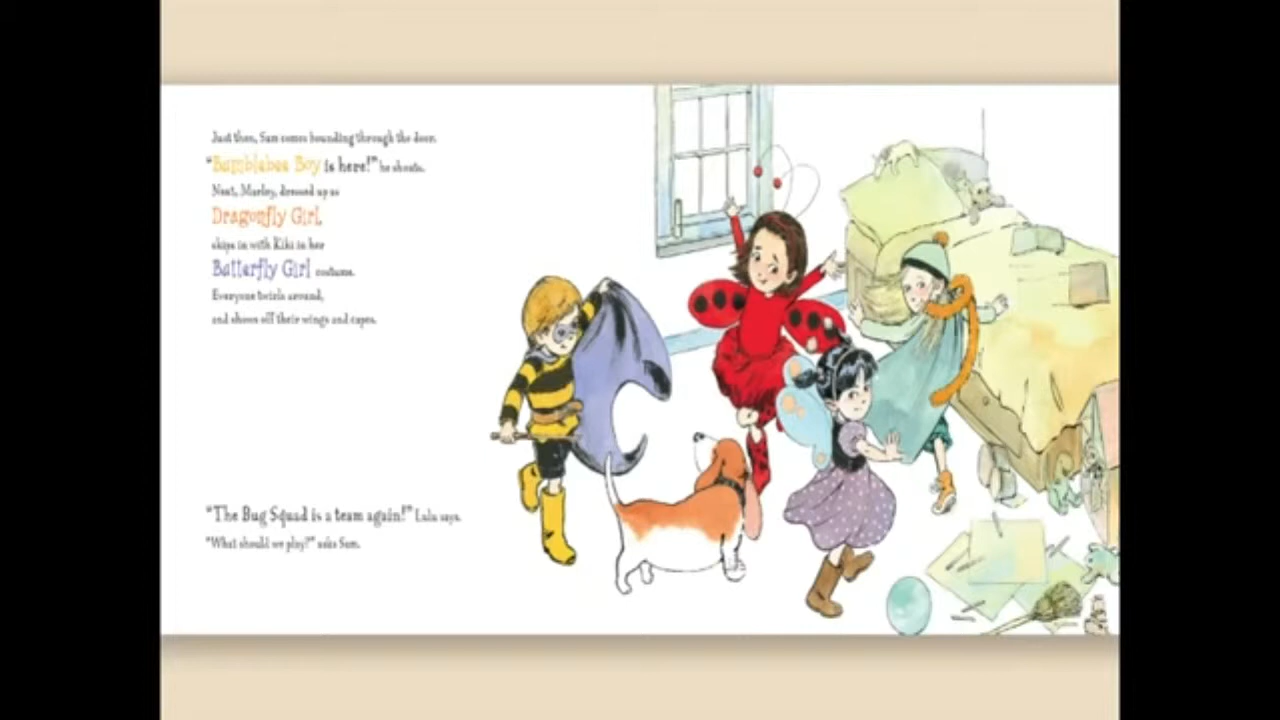 Just then, Sam comes bounding through the door.
"Bumblebee Boy is here!" he shouts.
Next, Marley, dressed up as
Dragonfly Girl,
skips in with Kiki in her
Butterfly Girl costume.
Everyone twirls around,
and shows off their wings and capes.
"The Bug Squad is a team again!" Lulu says.
"What should we play?" asks Sam.